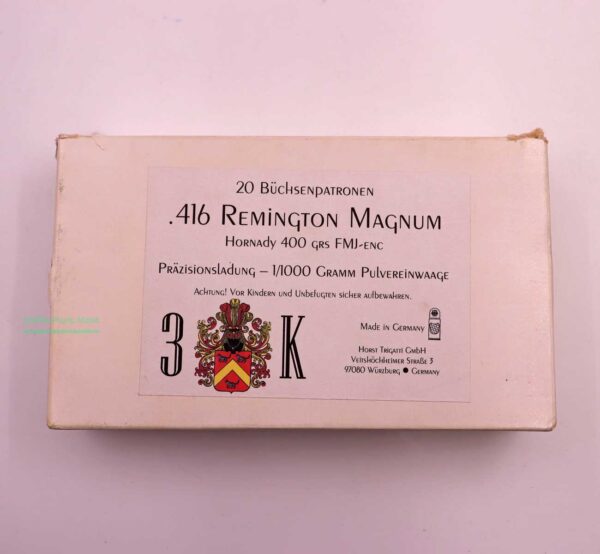 20 Büchsenpatronen
.416 Remington Magnum
Hornady 400 grs FMJ-enc
Präzisionsladung – 1/1000 Gramm Pulvereinwaage
Achtung! Vor Kindern und Unbefugten sicher aufbewahren.
3 K
Made in Germany
Horst Trigatti GmbH
Veitshöchheimer Straße 3
97080 Würzburg ● Germany